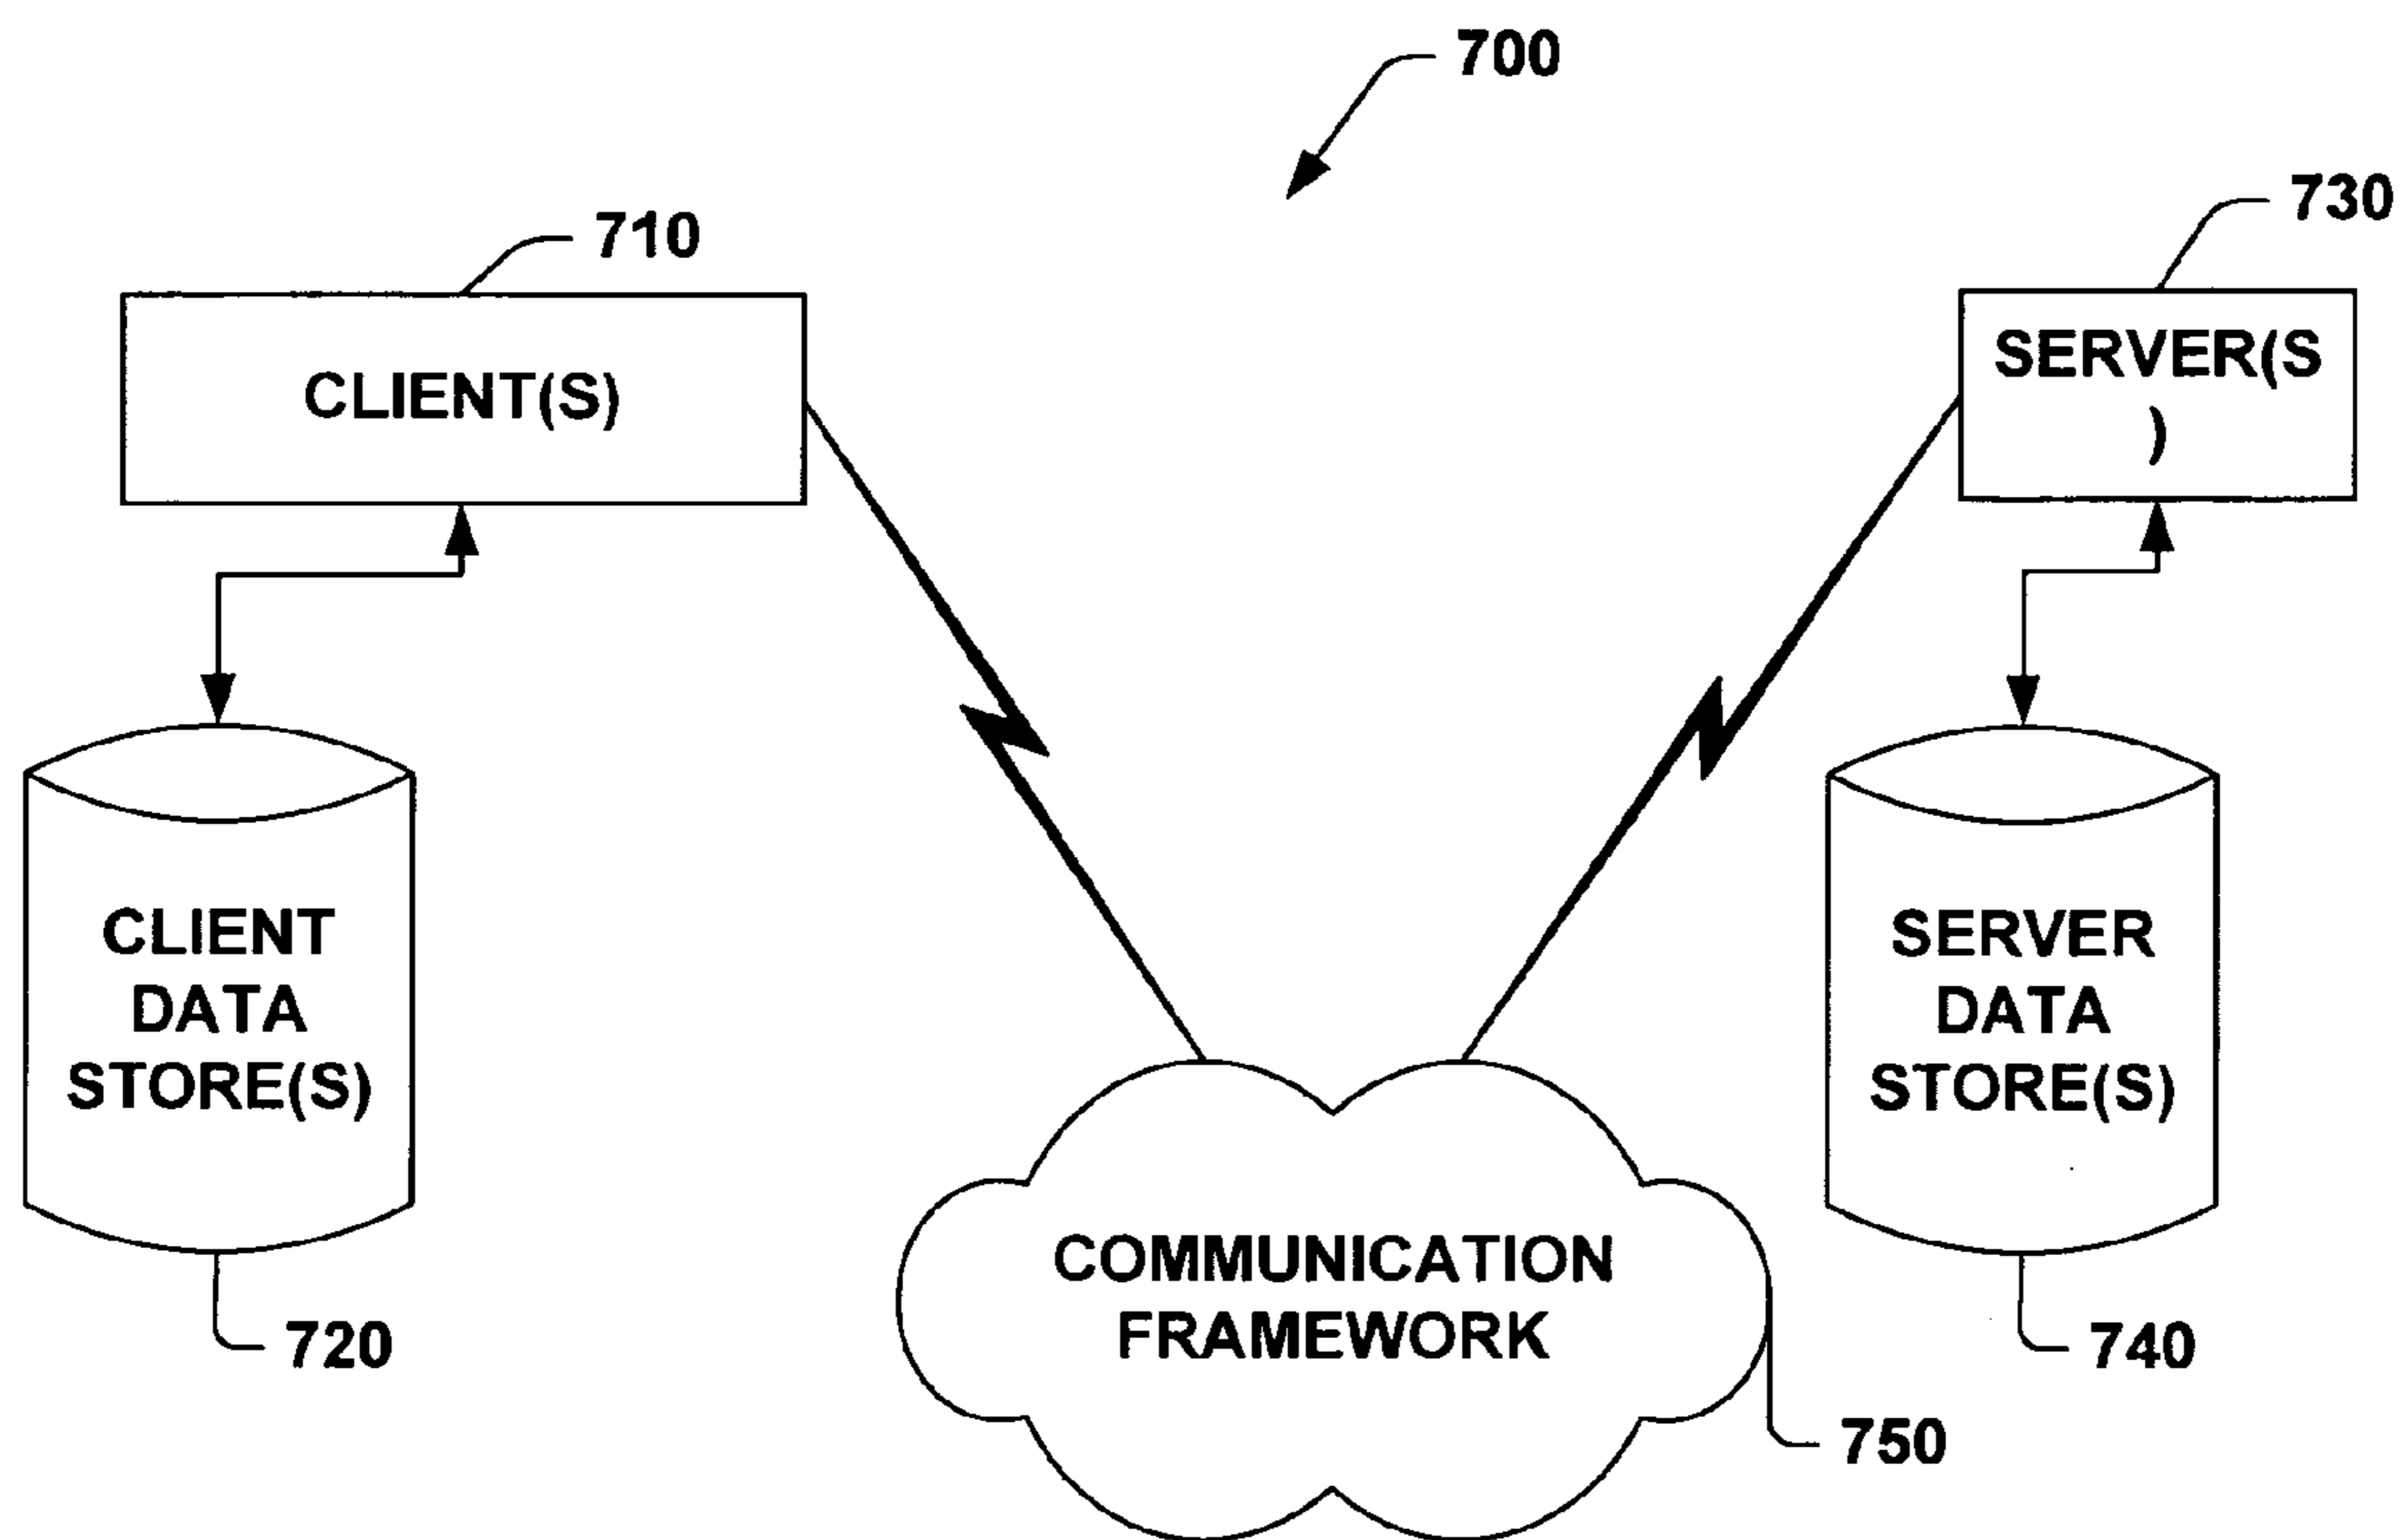 700
710
730
CLIENT(S)
SERVER(S
)
CLIENT
DATA
STORE(S)
SERVER
DATA
STORE(S)
COMMUNICATION
FRAMEWORK
720
740
750